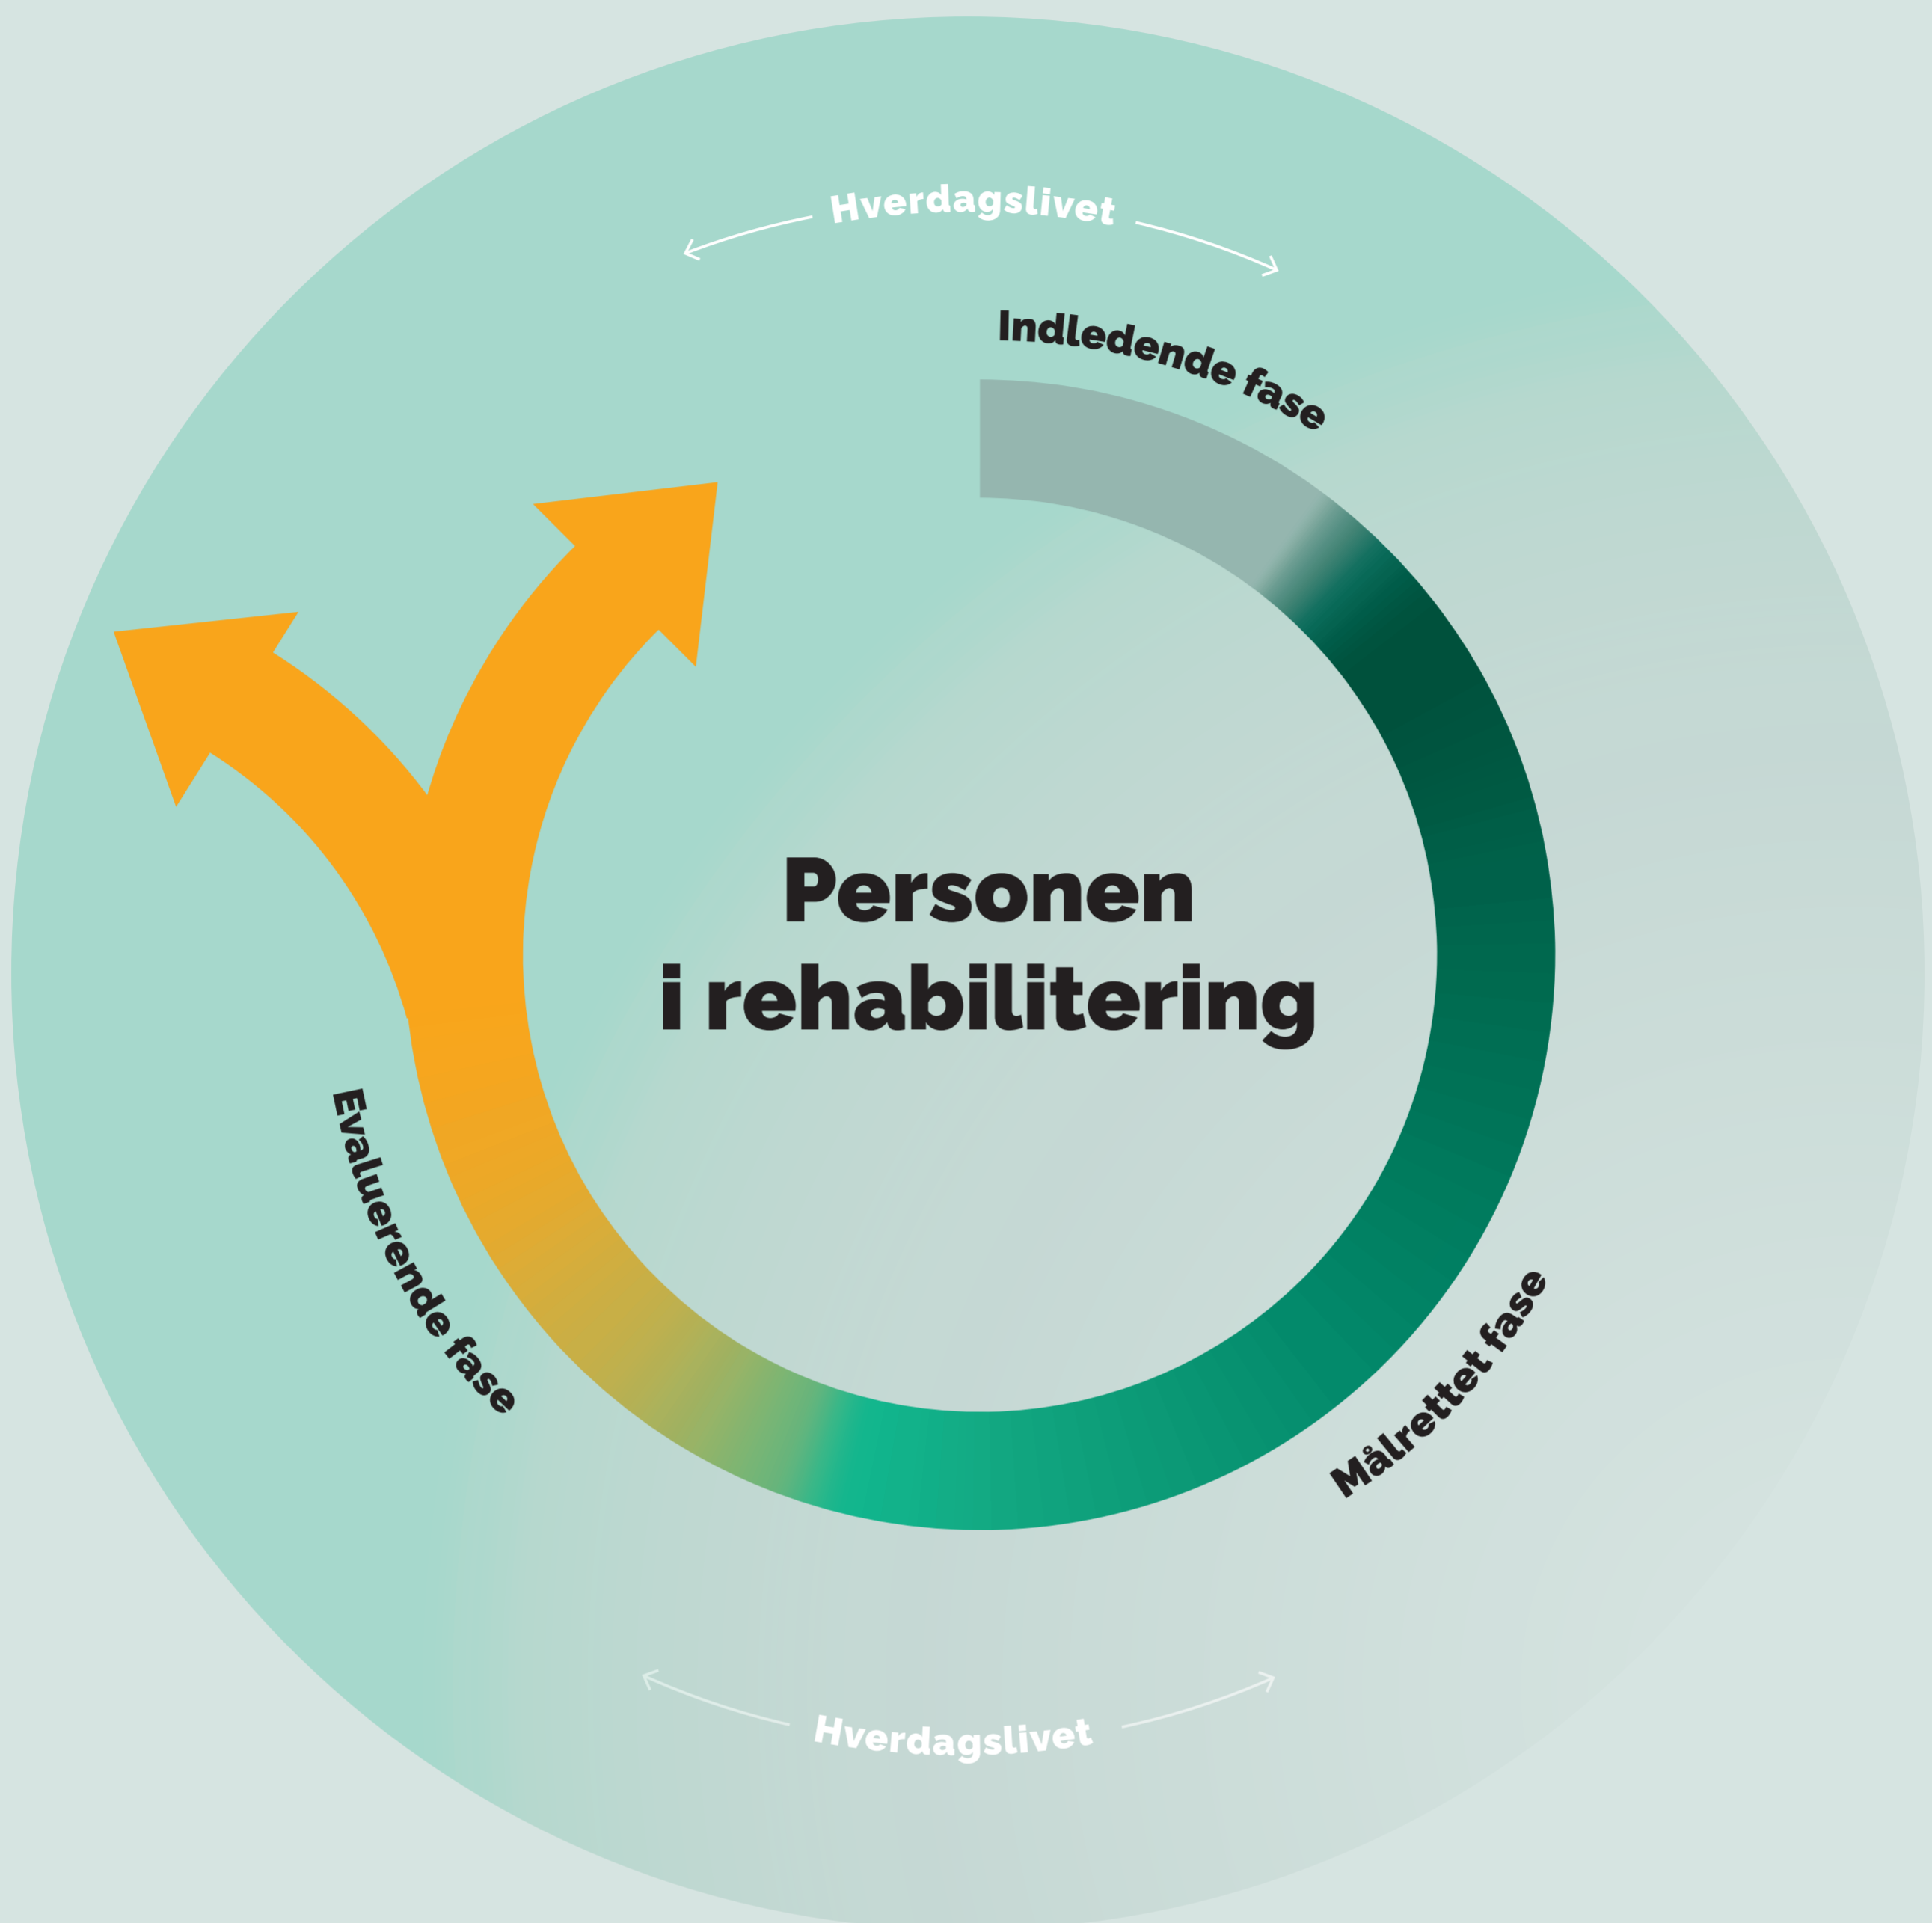 Hverdagslivet
Indledende fase
Personen
i rehabilitering
Evaluerende fase
Målrettet fase
Hverdagslivet